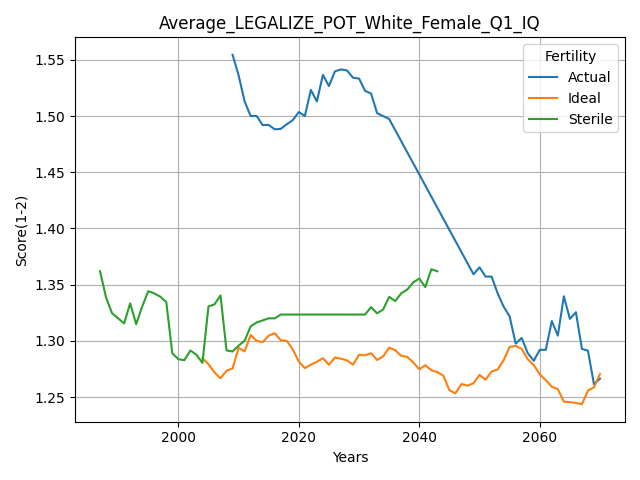 Average_LEGALIZE_POT_White_Female_Q1_IQ
Fertility
Actual
Ideal
Sterile
Score(1-2)
1.55
1.50
1.45
1.40
1.35
1.30
1.25
2000
2020
2040
2060
Years